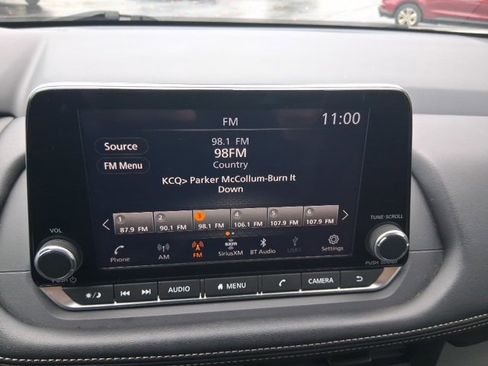 FM
11:00
Source
98.1 FM
98FM
FM Menu
Country
KCQ> Parker McCollum-Burn It
Down
1 2 3 4 5 6
87.9 FM 90.1 FM 98.1 FM 106.1 FM 107.9 FM 107.9 FM
Phone AM FM SiriusXM BT Audio USB Settings
VOL
TUNE·SCROLL
PUSH
AUDIO MENU CAMERA